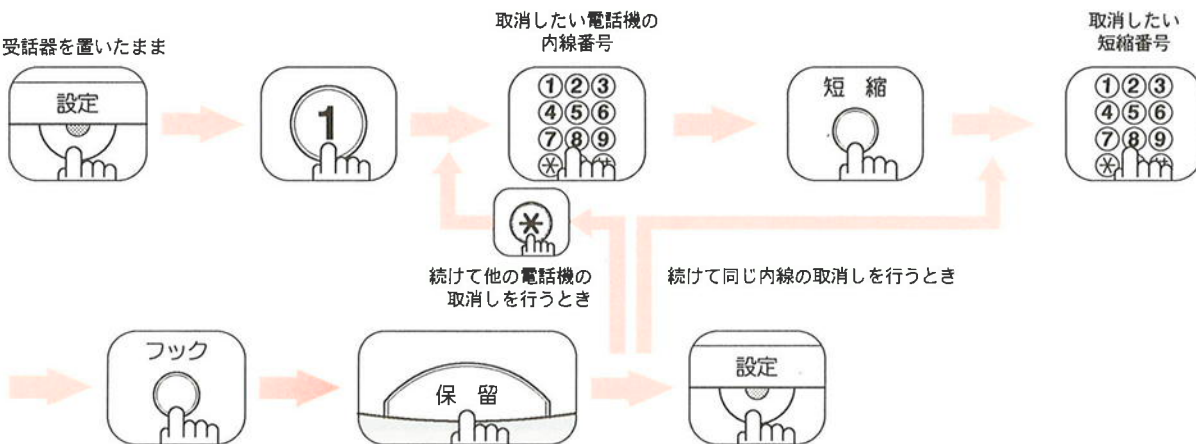 受話器を置いたまま
設定
1
取消したい電話機の
内線番号
①②③
④⑤⑥
⑦⑧⑨
短 縮
取消したい
短縮番号
①②③
④⑤⑥
⑦⑧⑨
続けて他の電話機の
取消しを行うとき
続けて同じ内線の取消しを行うとき
フック
保 留
設定